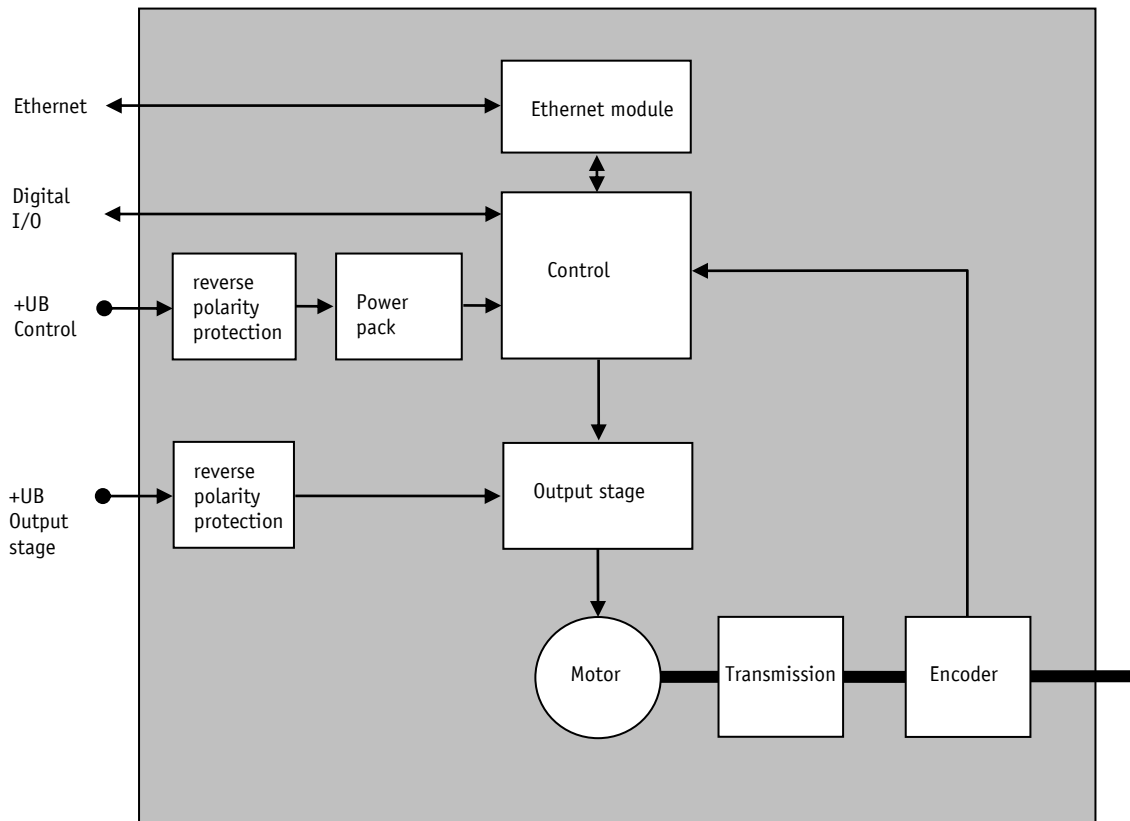 Ethernet
Ethernet module
Digital
I/O
Control
+UB
Control
reverse
polarity
protection
Power
pack
+UB
Output
stage
reverse
polarity
protection
Output stage
Motor
Transmission
Encoder